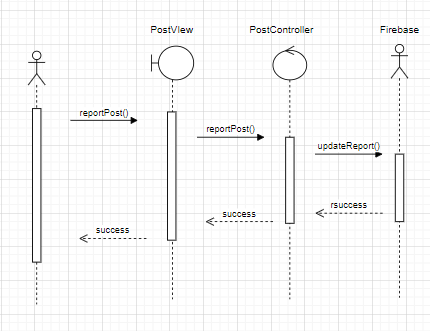 PostView
PostController
Firebase
reportPost()
reportPost()
updateReport()
rsuccess
success
success